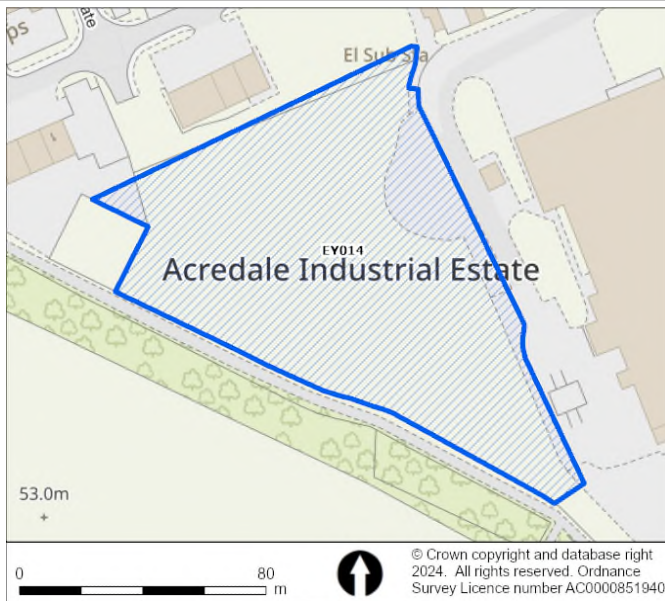 ps
ate
El Sub Sta
EY014
Acredale Industrial Estate
53.0m
0 80
m
© Crown copyright and database right
2024. All rights reserved. Ordnance
Survey Licence number AC0000851940